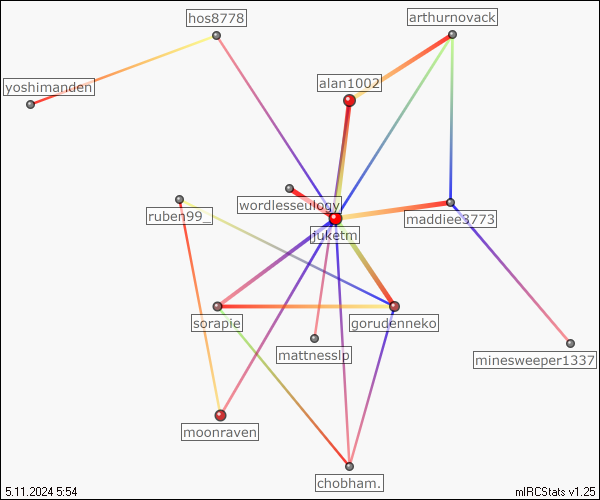 hos8778
arthurnovack
yoshimanden
alan1002
wordlesseulogy
ruben99_
maddiee3773
juketm
sorapie
gorudenneko
mattnesslp
minesweeper1337
moonraven
chobham.
5.11.2024 5:54
mIRCStats v1.25